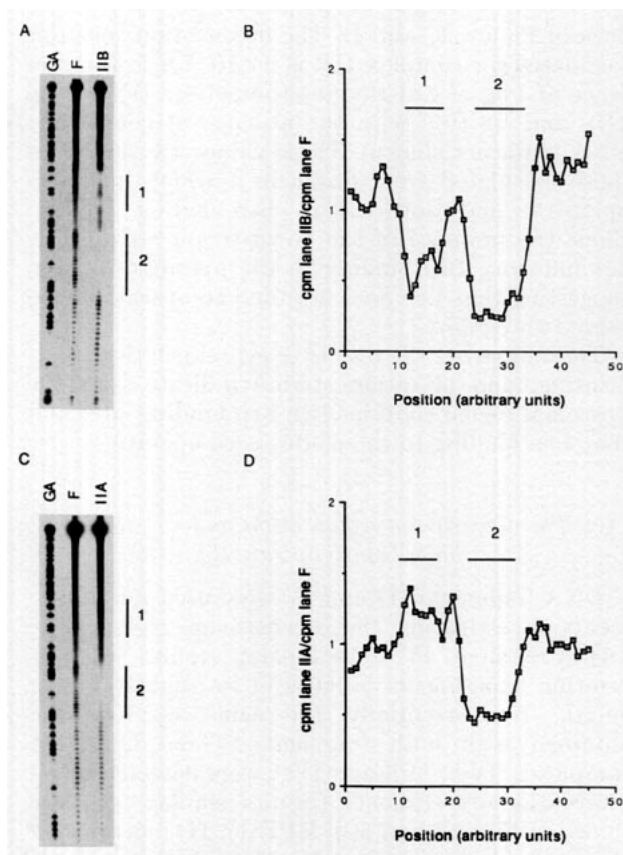 A
GA
F
IIB
1
2
B
cpm lane IIB/cpm lane F
2
1
0
1
2
0 10 20 30 40 50
Position (arbitrary units)
C
GA
F
IIA
1
2
D
cpm lane IIA/cpm lane F
2
1
0
1
2
0 10 20 30 40 50
Position (arbitrary units)